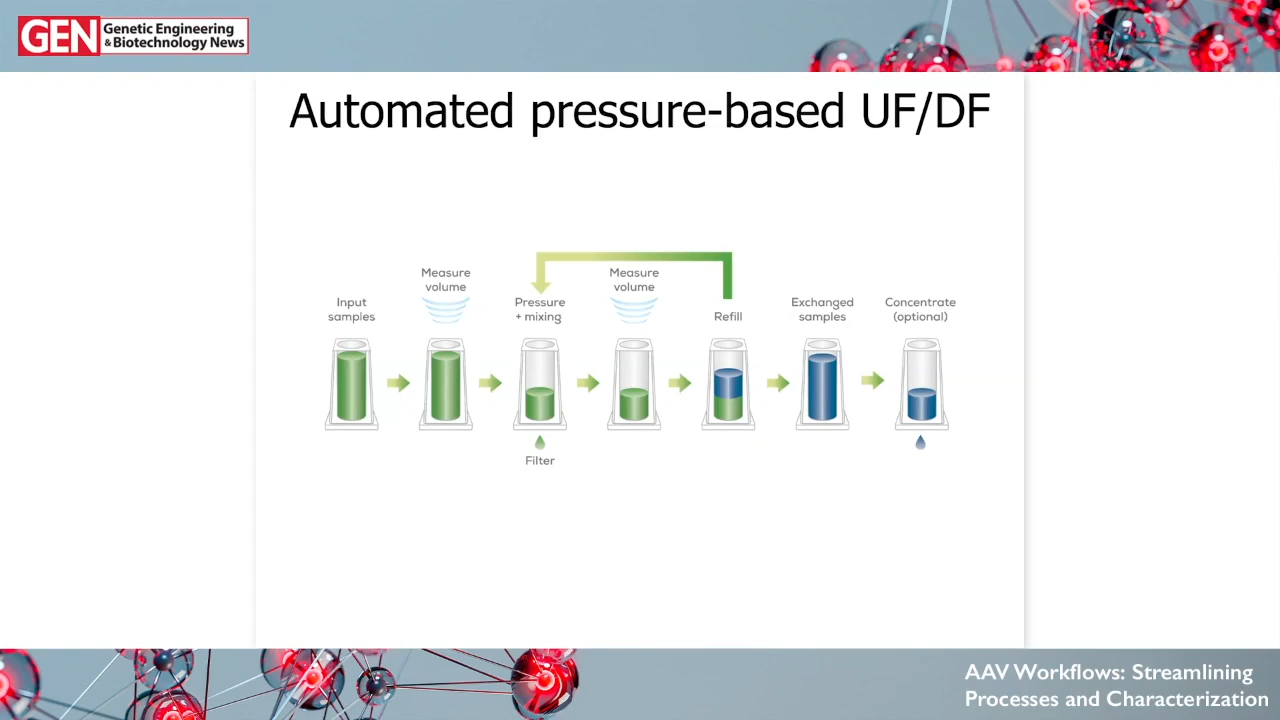 GEN Genetic Engineering
& Biotechnology News
Automated pressure-based UF/DF
Input
samples
Measure
volume
Pressure
+ mixing
Measure
volume
Refill
Exchanged
samples
Concentrate
(optional)
Filter
AAV Workflows: Streamlining
Processes and Characterization